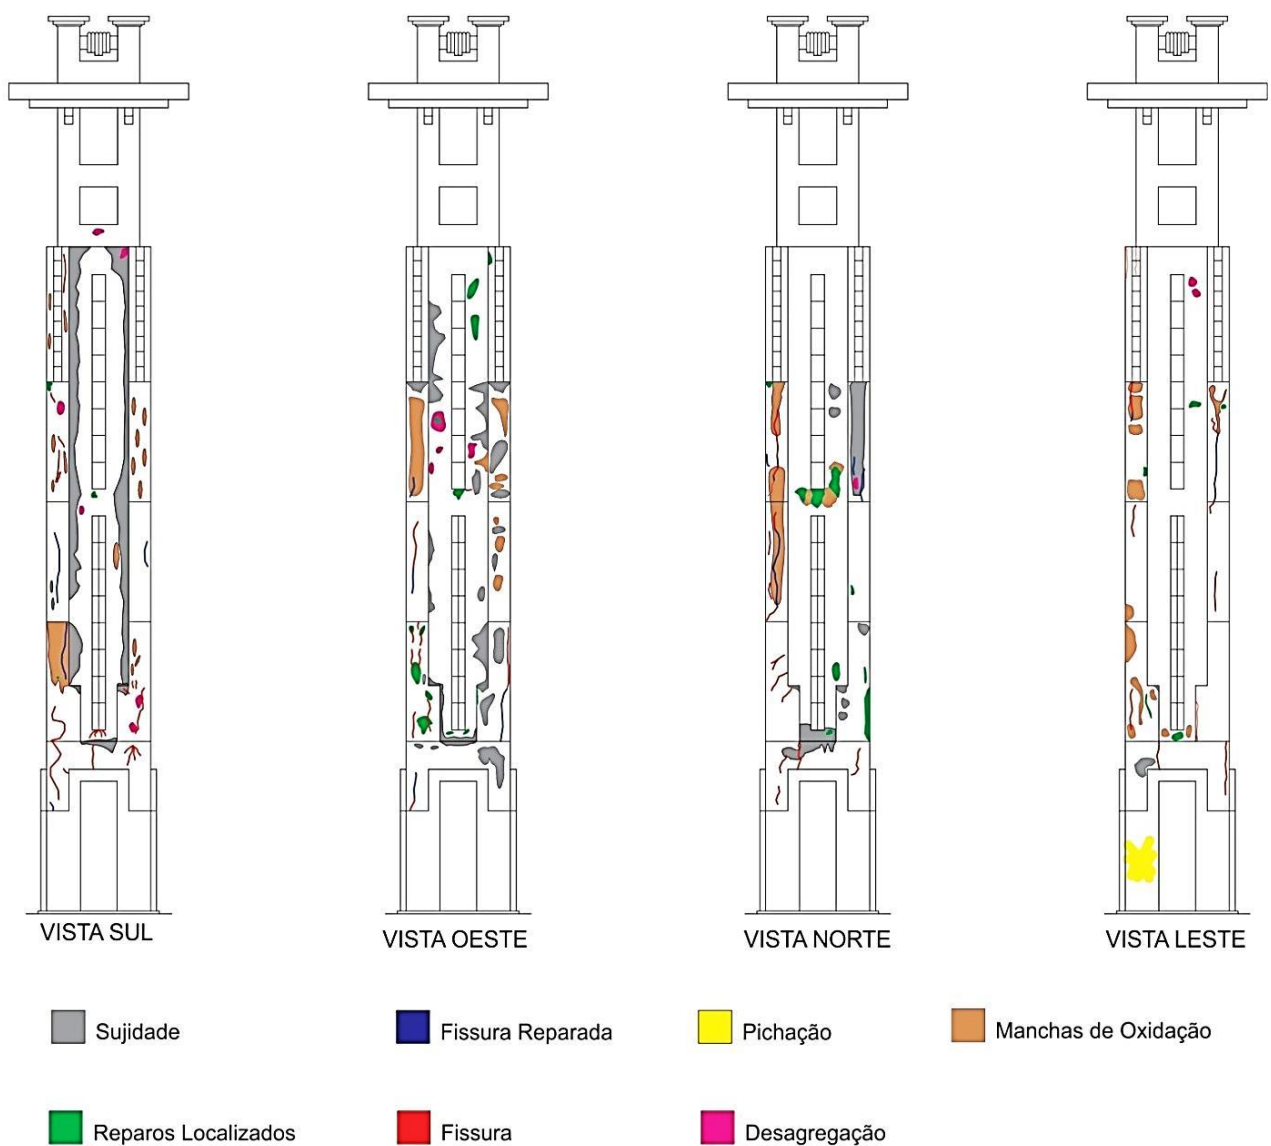 VISTA SUL
VISTA OESTE
VISTA NORTE
VISTA LESTE
Sujidade
Fissura Reparada
Pichação
Manchas de Oxidação
Reparos Localizados
Fissura
Desagregação